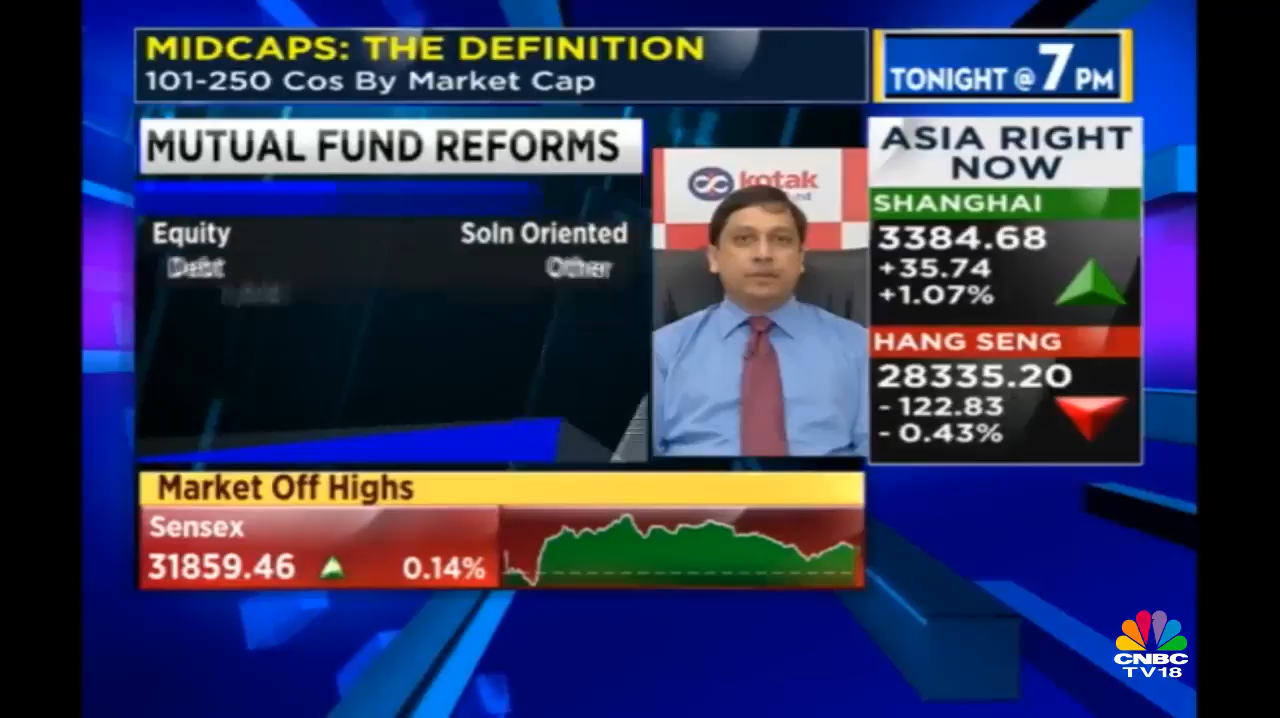 MIDCAPS: THE DEFINITION
101-250 Cos By Market Cap
TONIGHT @ 7 PM
MUTUAL FUND REFORMS
Equity
Soln Oriented
Debt
Other
kotak
ASIA RIGHT
NOW
SHANGHAI
3384.68
+35.74
+1.07%
HANG SENG
28335.20
- 122.83
- 0.43%
Market Off Highs
Sensex
31859.46
0.14%
CNBC
TV18